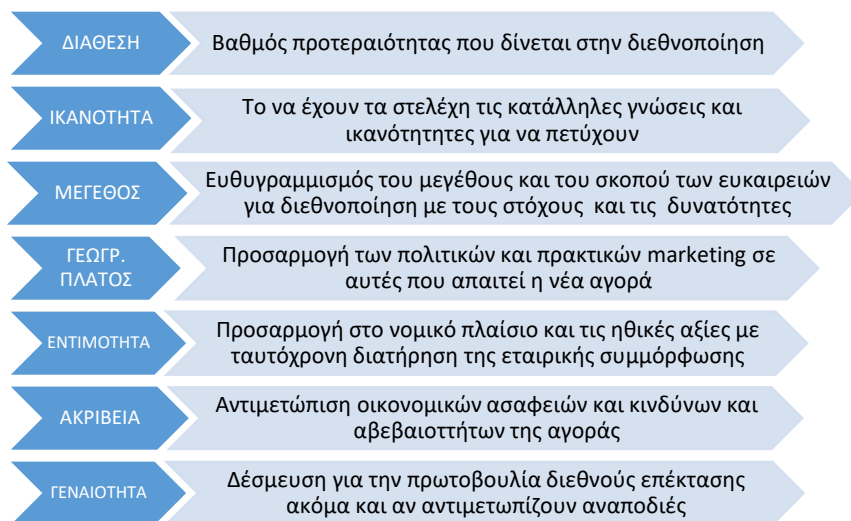 ΔΙΑΘΕΣΗ
Βαθμός προτεραιότητας που δίνεται στην διεθνοποίηση
ΙΚΑΝΟΤΗΤΑ
Το να έχουν τα στελέχη τις κατάλληλες γνώσεις και
ικανότητητες για να πετύχουν
ΜΕΓΕΘΟΣ
Ευθυγραμμισμός του μεγέθους και του σκοπού των ευκαιρειών
για διεθνοποίηση με τους στόχους και τις δυνατότητες
ΓΕΩΓΡ.
ΠΛΑΤΟΣ
Προσαρμογή των πολιτικών και πρακτικών marketing σε
αυτές που απαιτεί η νέα αγορά
ΕΝΤΙΜΟΤΗΤΑ
Προσαρμογή στο νομικό πλαίσιο και τις ηθικές αξίες με
ταυτόχρονη διατήρηση της εταιρικής συμμόρφωσης
ΑΚΡΙΒΕΙΑ
Αντιμετώπιση οικονομικών ασαφειών και κινδύνων και
αβεβαιοττήτων της αγοράς
ΓΕΝΑΙΟΤΗΤΑ
Δέσμευση για την πρωτοβουλία διεθνούς επέκτασης
ακόμα και αν αντιμετωπίζουν αναποδιές